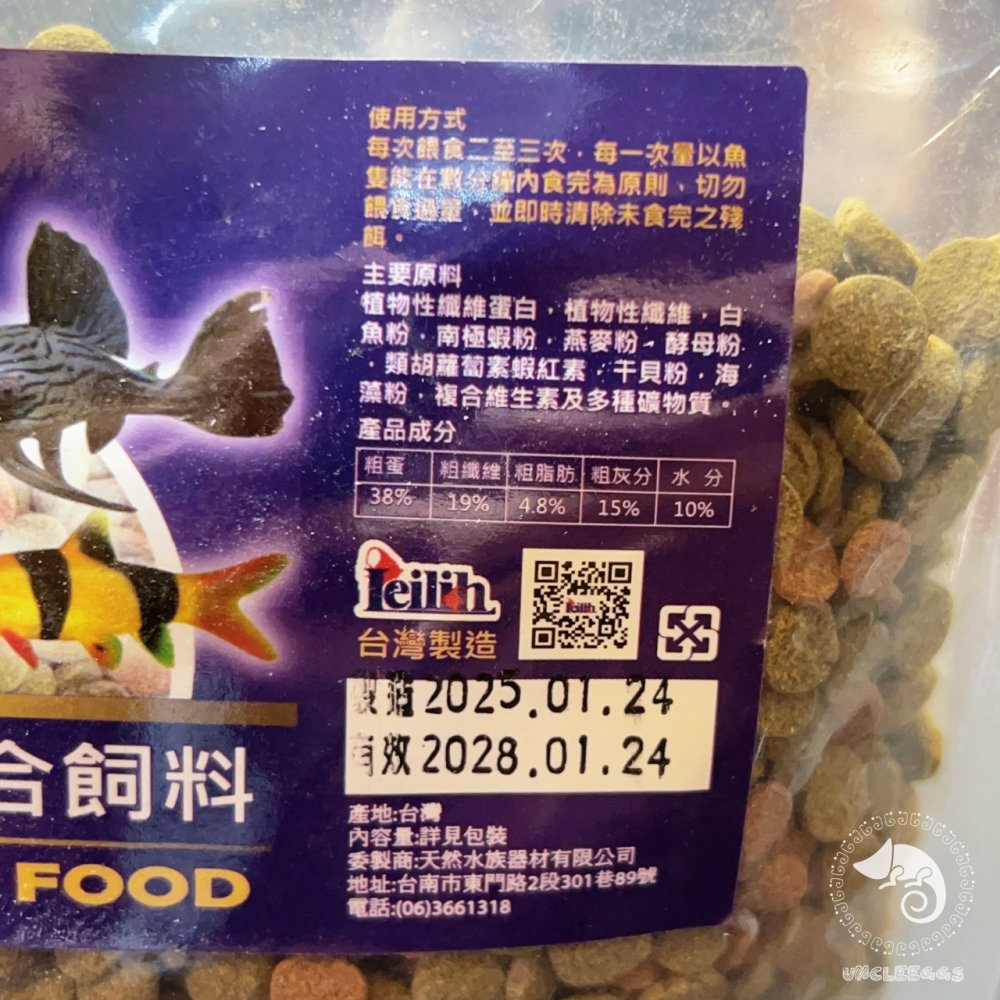 使用方式
每次餵食二至三次，每一次量以魚
隻能在數分鐘內食完為原則、切勿
餵食過量，並即時清除未食完之殘
餌。
主要原料
植物性纖維蛋白，植物性纖維，白
魚粉，南極蝦粉，燕麥粉，酵母粉
，類胡蘿蔔素蝦紅素，干貝粉，海
藻粉，複合維生素及多種礦物質。
產品成分
粗蛋 粗纖維 粗脂肪 粗灰分 水 分
38% 19% 4.8% 15% 10%
leilih
leilih
台灣製造
製造 2025.01.24
有效 2028.01.24
合飼料
FOOD
產地:台灣
內容量:詳見包裝
委製商:天然水族器材有限公司
地址:台南市東門路2段301巷89號
電話:(06)3661318
UNCLEEGGS